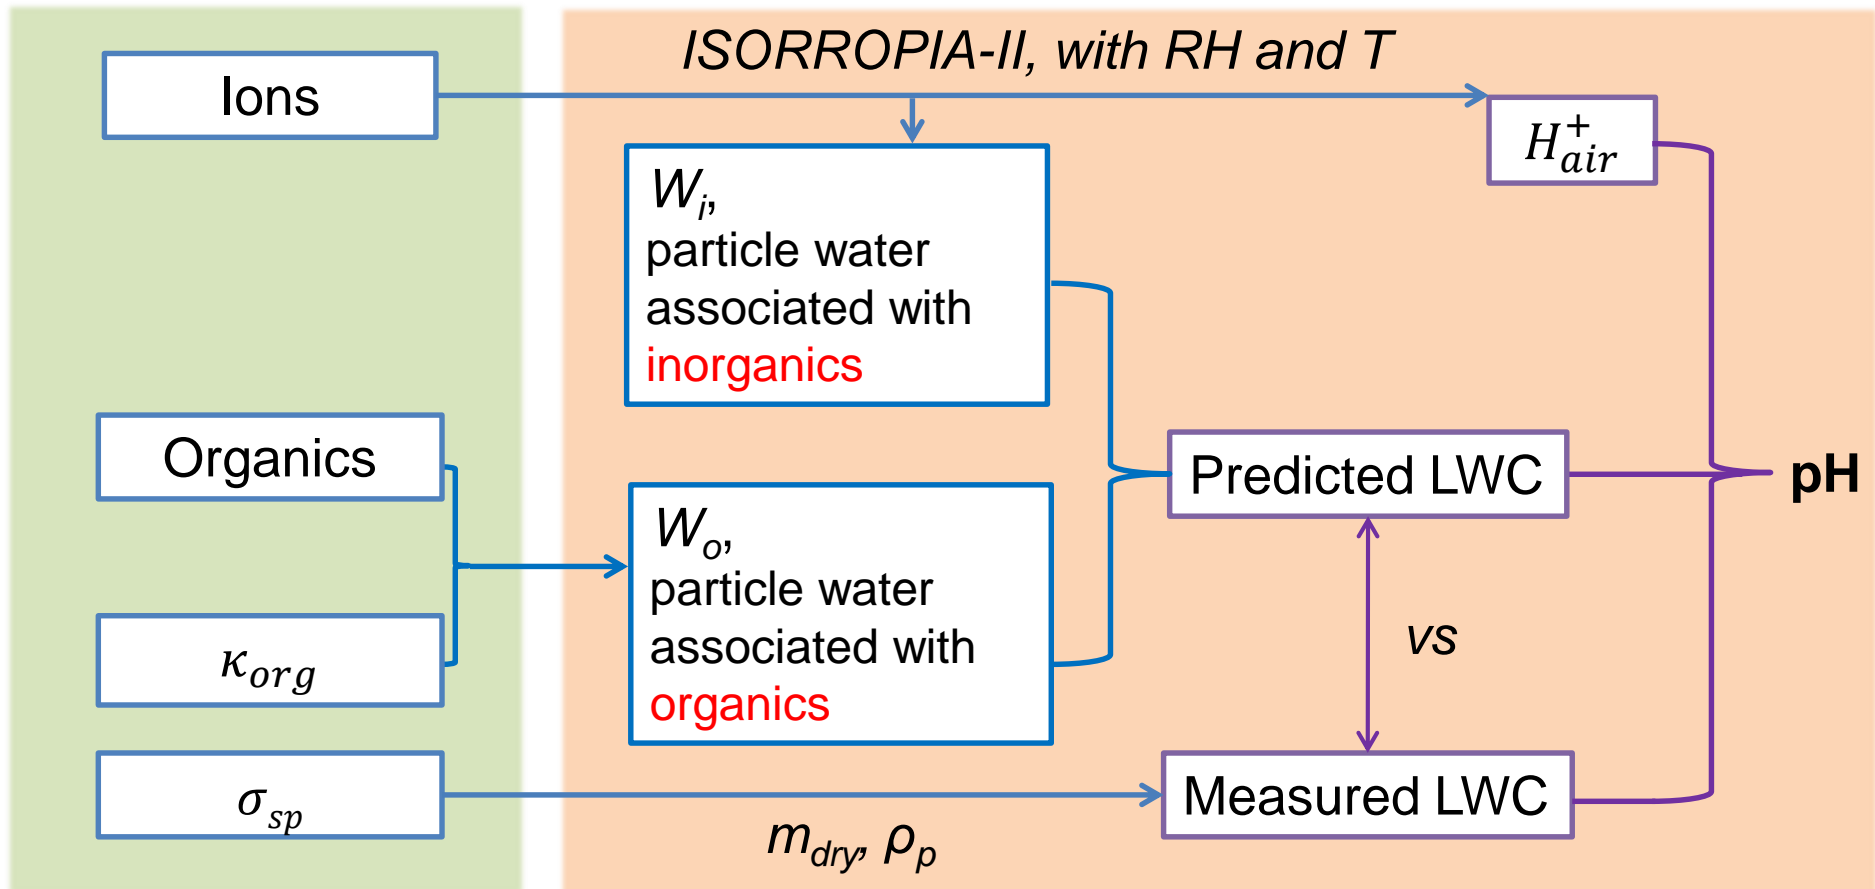 ISORROPIA-II, with RH and T
Ions
H⁺air
Wᵢ,
particle water
associated with
inorganics
Organics
Predicted LWC
pH
Wₒ,
particle water
associated with
organics
κorg
vs
σsp
Measured LWC
mdry, ρp